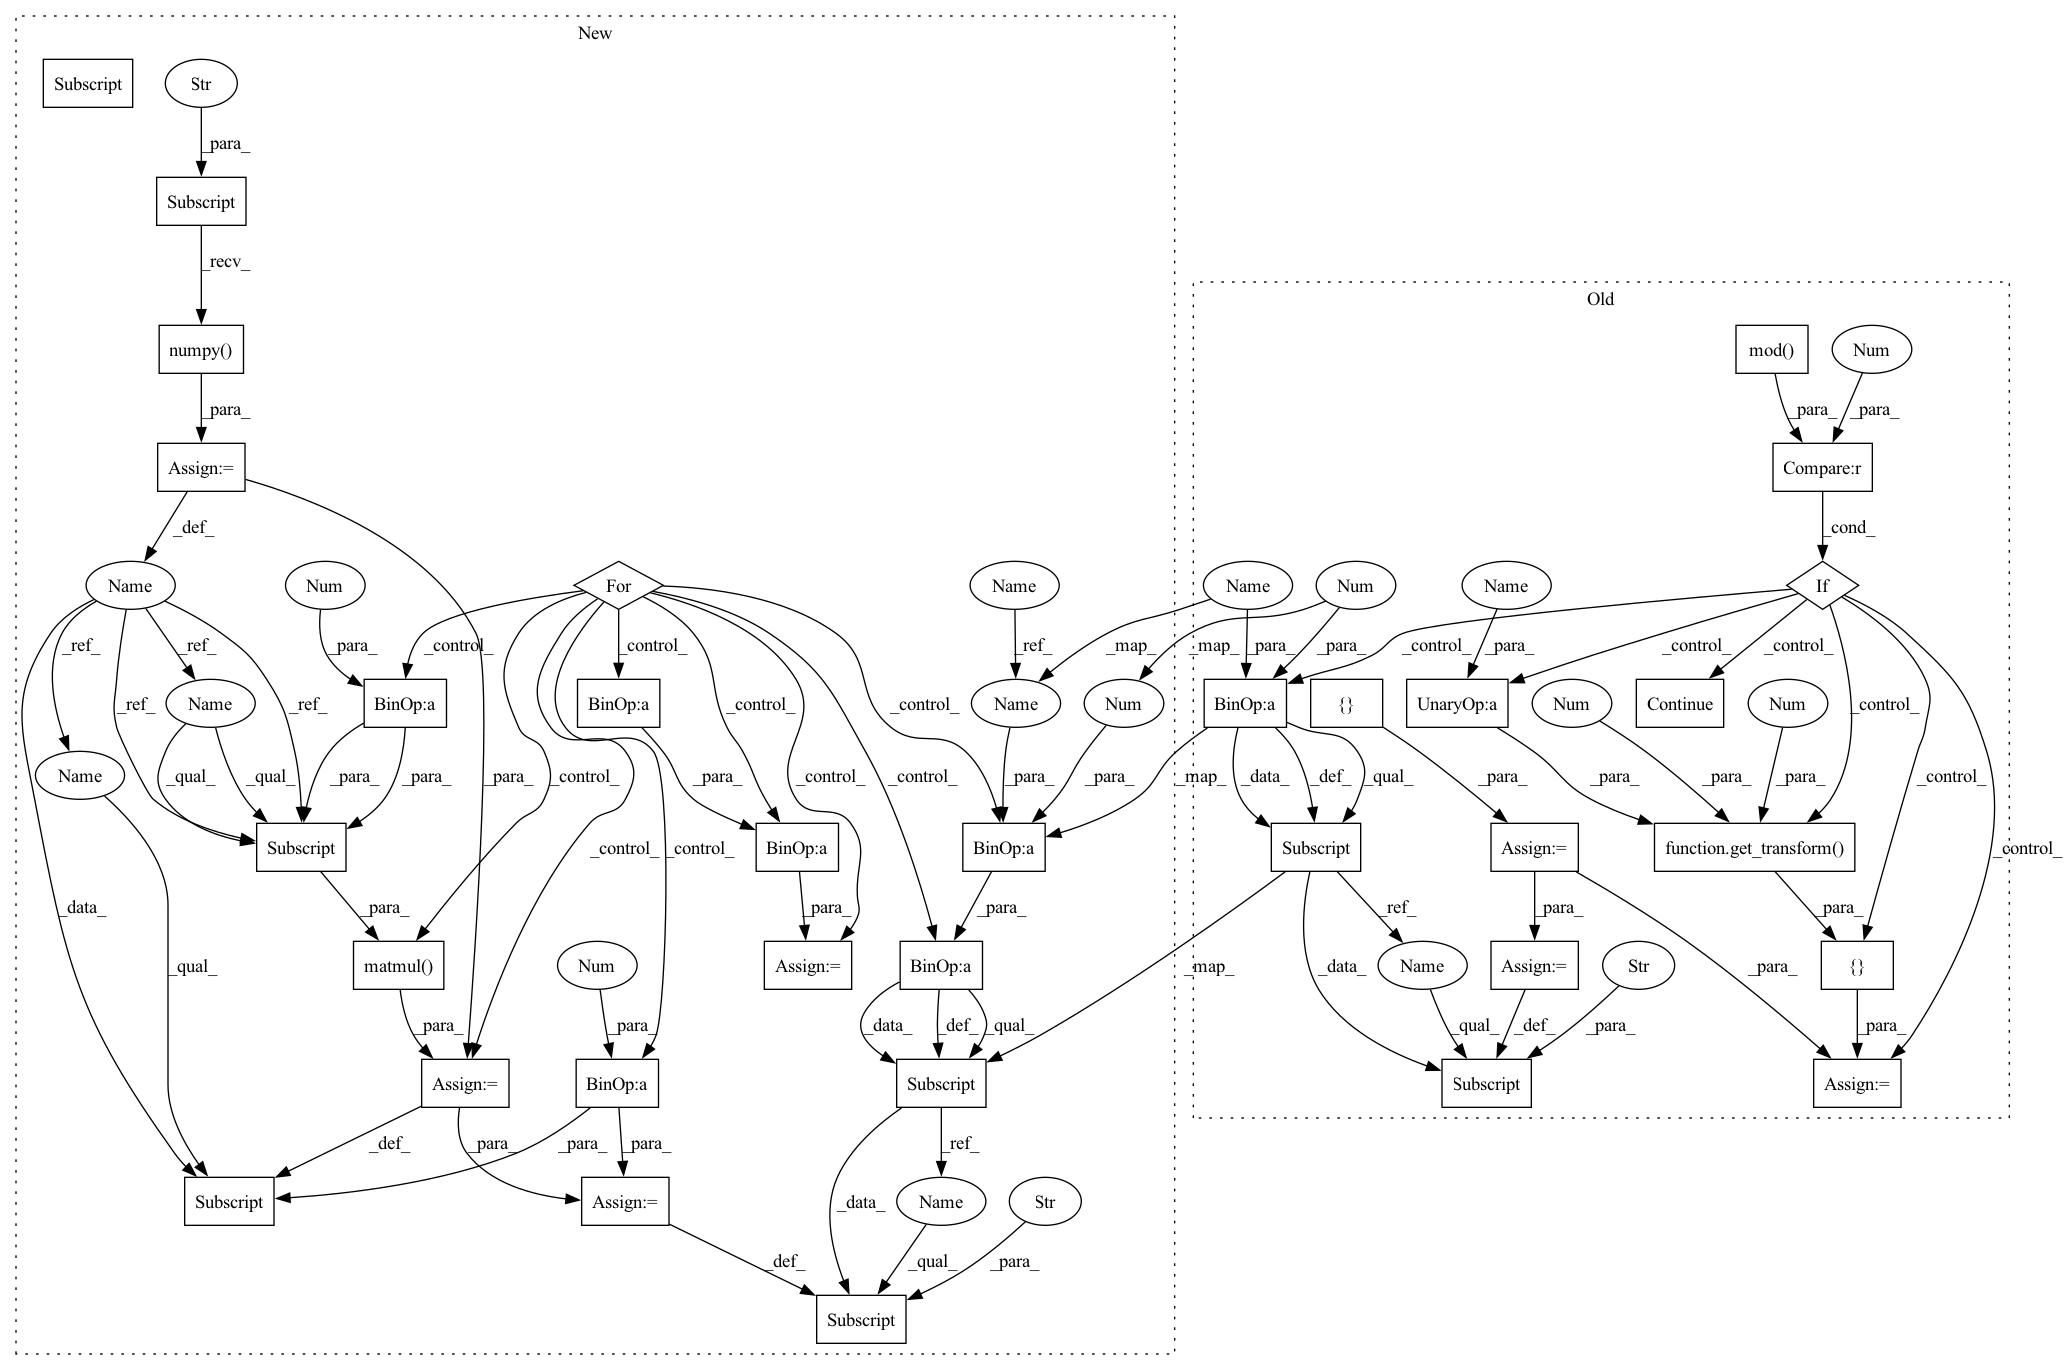 New
Subscript
Str
_para_
Subscript
_recv_
Old
numpy()
mod()
Num
_para_
_para_
_para_
Assign:=
Compare:r
_def_
_cond_
Name
Num
For
Name
Name
Num
Name
If
_ref_
_ref_
_para_
_control_
_control_
_ref_
_map_
_para_
_map_
_para_
_para_
_control_
_control_
_control_
_ref_
_ref_
Name
BinOp:a
BinOp:a
_control_
_control_
Name
Num
BinOp:a
{}
UnaryOp:a
Num
Continue
Num
_control_
Name
_qual_
_qual_
_para_
_para_
_para_
_control_
_para_
_control_
_control_
_para_
_para_
_map_
_data_
_def_
_qual_
_para_
_para_
_para_
_para_
_control_
Subscript
_control_
_control_
BinOp:a
BinOp:a
Subscript
Assign:=
function.get_transform()
_control_
_data_
_para_
_para_
_para_
_ref_
_para_
_para_
_qual_
matmul()
Num
Assign:=
BinOp:a
_map_
_data_
Name
Assign:=
Str
_para_
{}
_para_
_para_
_data_
_def_
_qual_
_qual_
_def_
_para_
_para_
Assign:=
BinOp:a
Subscript
Subscript
Assign:=
_def_
_para_
_para_
_para_
_ref_
Subscript
Assign:=
_data_
Name
Str
_def_
_qual_
_para_
Subscript